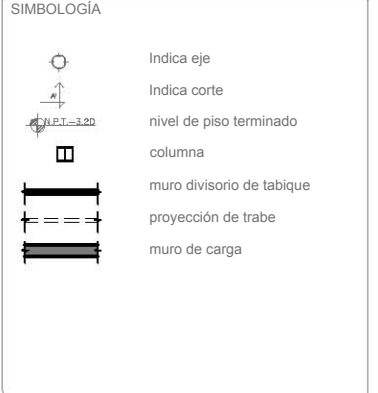 SIMBOLOGÍA
Indica eje
Indica corte
N.P.T.-3.20 nivel de piso terminado
columna
muro divisorio de tabique
proyección de trabe
muro de carga